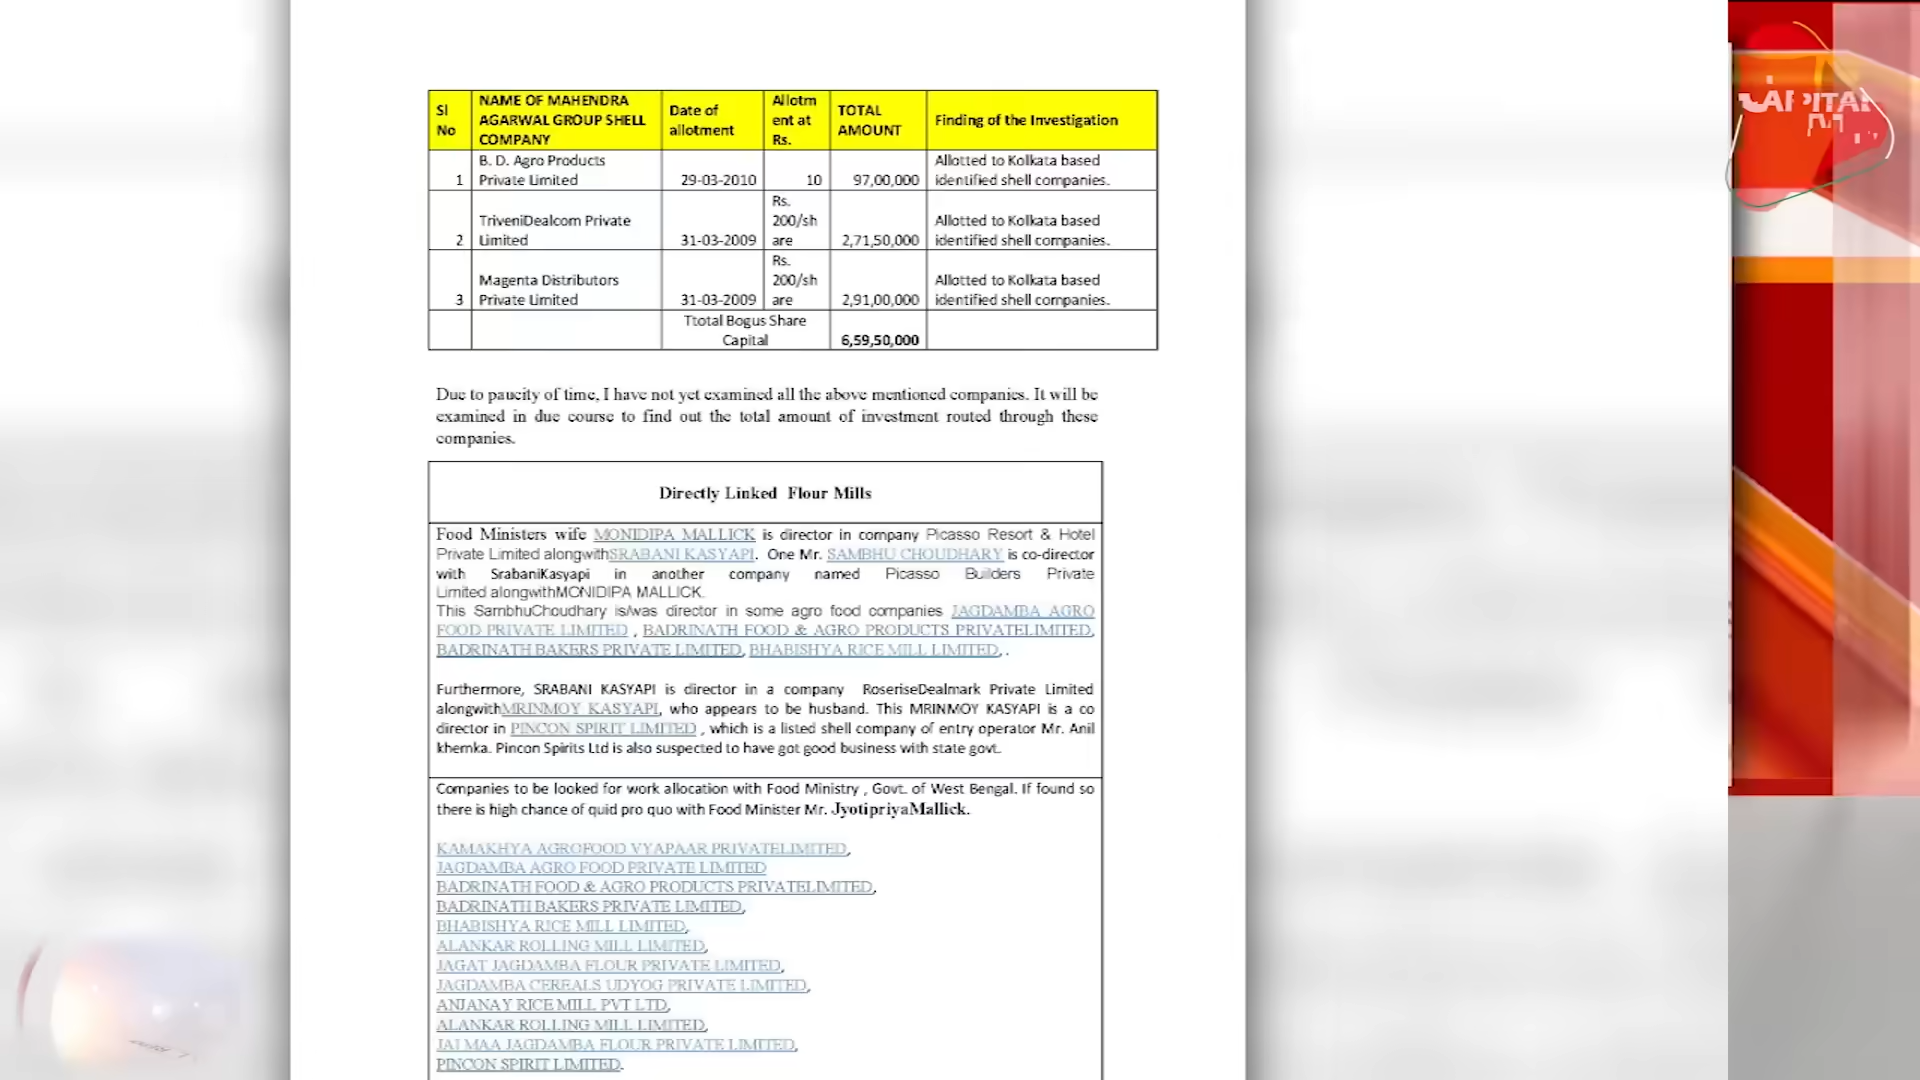 Sl No
NAME OF MAHENDRA AGARWAL GROUP SHELL COMPANY
Date of allotment
Allotm ent at Rs.
TOTAL AMOUNT
Finding of the Investigation
1
B. D. Agro Products Private Limited
29-03-2010
10
97,00,000
Allotted to Kolkata based identified shell companies.
2
TriveniDealcom Private Limited
31-03-2009
Rs. 200/sh are
2,71,50,000
Allotted to Kolkata based identified shell companies.
3
Magenta Distributors Private Limited
31-03-2009
Rs. 200/sh are
2,91,00,000
Allotted to Kolkata based identified shell companies.
Ttotal Bogus Share Capital
6,59,50,000
Due to paucity of time, I have not yet examined all the above mentioned companies. It will be
examined in due course to find out the total amount of investment routed through these
companies.
Directly Linked Flour Mills
Food Ministers wife MONIDIPA MALLICK is director in company Picasso Resort & Hotel
Private Limited alongwithSRABANI KASYAPI. One Mr. SAMBHU CHOUDHARY is co-director
with SrabaniKasyapi in another company named Picasso Builders Private
Limited alongwithMONIDIPA MALLICK.
This SambhuChoudhary is/was director in some agro food companies JAGDAMBA AGRO
FOOD PRIVATE LIMITED , BADRINATH FOOD & AGRO PRODUCTS PRIVATELIMITED,
BADRINATH BAKERS PRIVATE LIMITED, BHABISHYA RICE MILL LIMITED, .
Furthermore, SRABANI KASYAPI is director in a company RoseriseDealmark Private Limited
alongwithMRINMOY KASYAPI, who appears to be husband. This MRINMOY KASYAPI is a co
director in PINCON SPIRIT LIMITED , which is a listed shell company of entry operator Mr. Anil
khemka. Pincon Spirits Ltd is also suspected to have got good business with state govt.
Companies to be looked for work allocation with Food Ministry , Govt. of West Bengal. If found so
there is high chance of quid pro quo with Food Minister Mr. JyotipriyaMallick.
KAMAKHYA AGROFOOD VYAPAAR PRIVATELIMITED,
JAGDAMBA AGRO FOOD PRIVATE LIMITED
BADRINATH FOOD & AGRO PRODUCTS PRIVATELIMITED,
BADRINATH BAKERS PRIVATE LIMITED,
BHABISHYA RICE MILL LIMITED,
ALANKAR ROLLING MILL LIMITED,
JAGAT JAGDAMBA FLOUR PRIVATE LIMITED,
JAGDAMBA CEREALS UDYOG PRIVATE LIMITED,
ANJANAY RICE MILL PVT LTD,
ALANKAR ROLLING MILL LIMITED,
JAI MAA JAGDAMBA FLOUR PRIVATE LIMITED,
PINCON SPIRIT LIMITED.